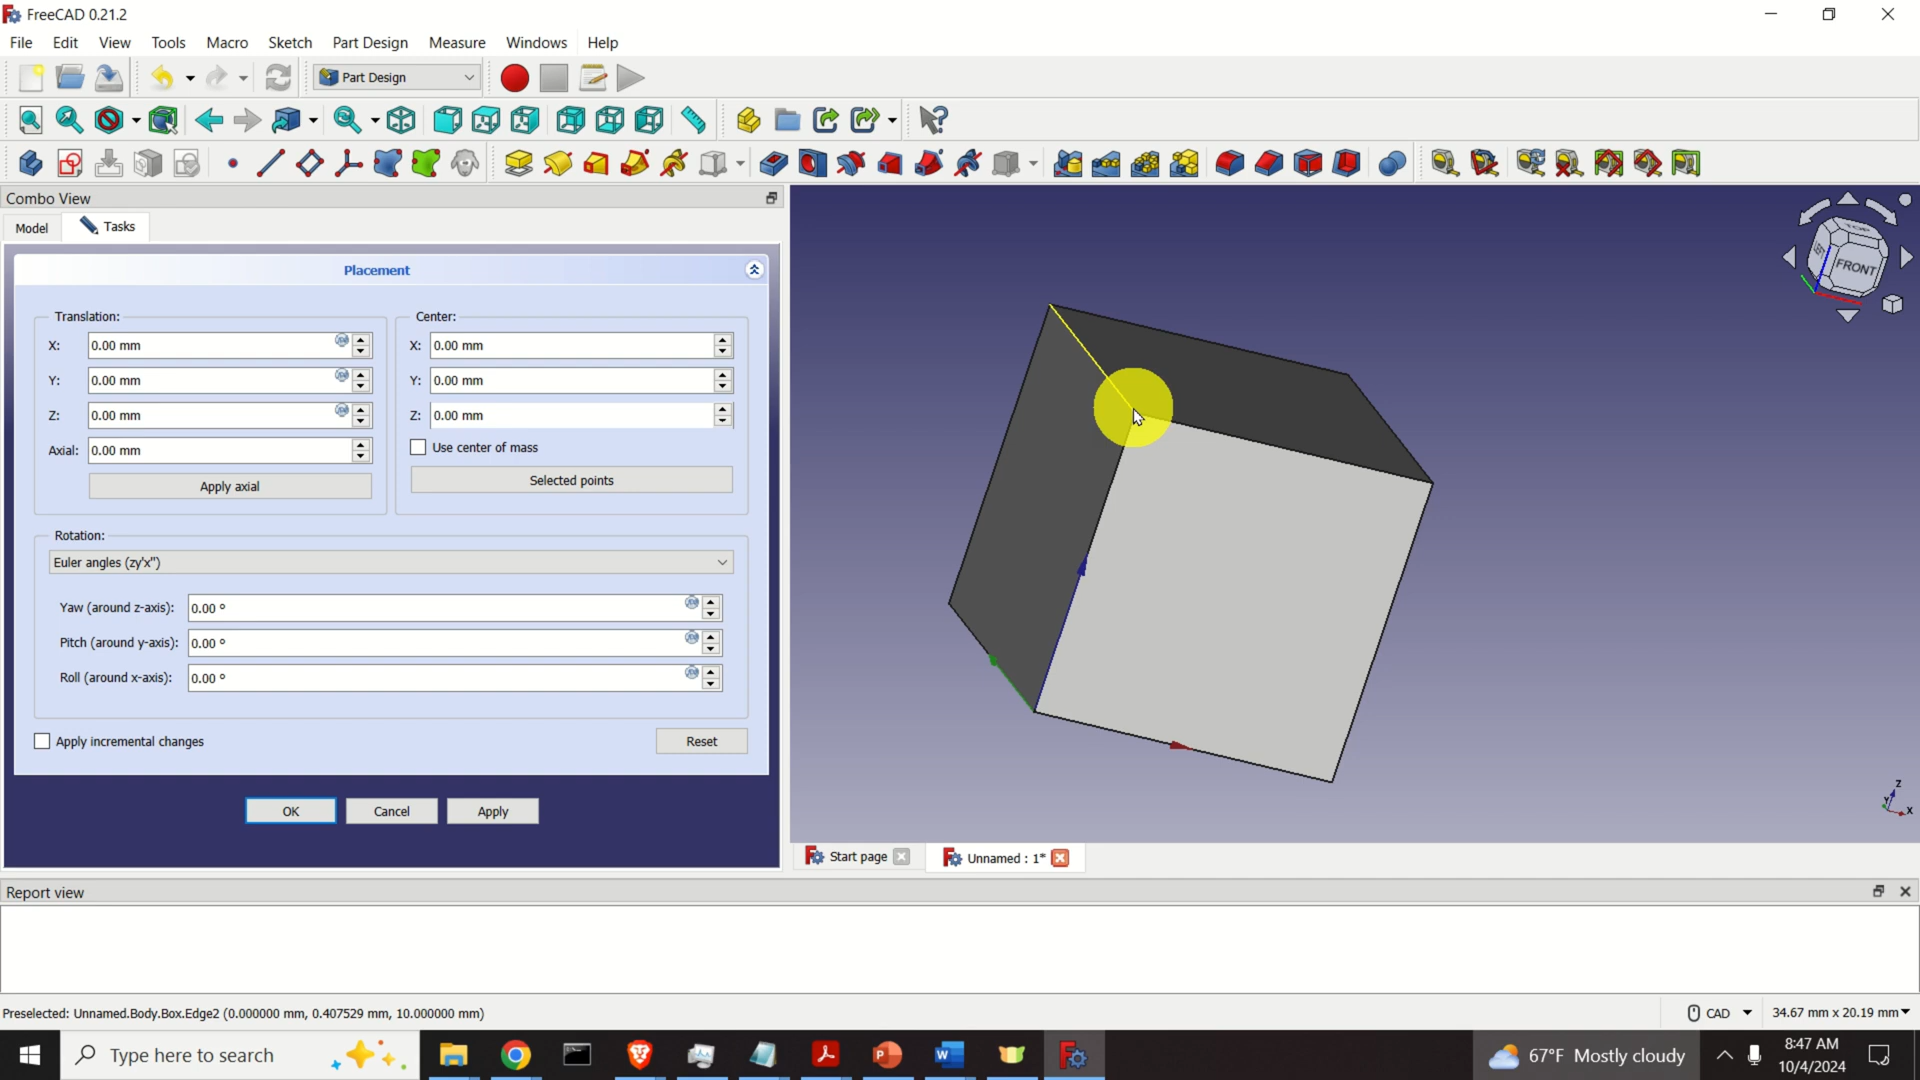 FreeCAD 0.21.2
File Edit View Tools Macro Sketch Part Design Measure Windows Help
Part Design
Combo View
Model Tasks
Placement
Translation: Center:
X: 0.00 mm X: 0.00 mm
Y: 0.00 mm Y: 0.00 mm
Z: 0.00 mm Z: 0.00 mm
Axial: 0.00 mm Use center of mass
Apply axial Selected points
Rotation:
Euler angles (zy'x")
Yaw (around z-axis): 0.00 °
Pitch (around y-axis): 0.00 °
Roll (around x-axis): 0.00 °
Apply incremental changes Reset
OK Cancel Apply
TOP
FRONT
Z
Y
X
Start page Unnamed : 1*
Report view
Preselected: Unnamed.Body.Box.Edge2 (0.000000 mm, 0.407529 mm, 10.000000 mm) CAD 34.67 mm x 20.19 mm
Type here to search 67°F Mostly cloudy 8:47 AM
10/4/2024